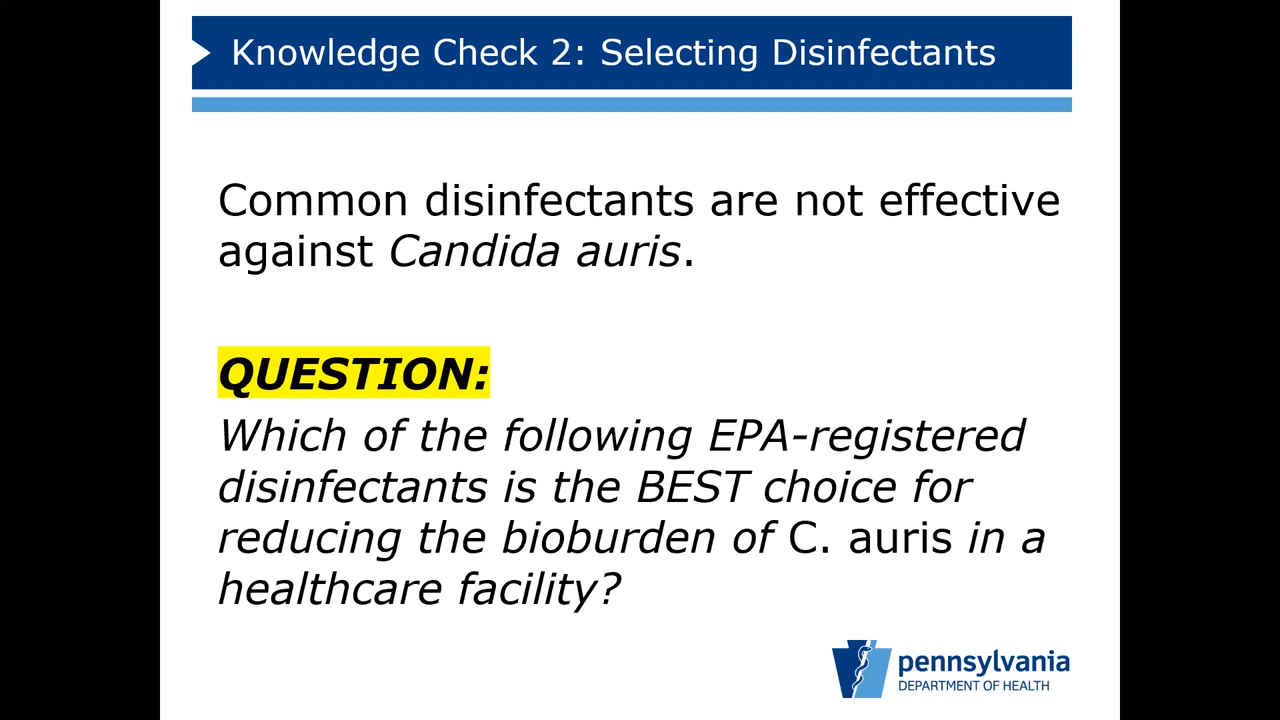 Knowledge Check 2: Selecting Disinfectants
Common disinfectants are not effective
against Candida auris.
QUESTION:
Which of the following EPA-registered
disinfectants is the BEST choice for
reducing the bioburden of C. auris in a
healthcare facility?
pennsylvania
DEPARTMENT OF HEALTH